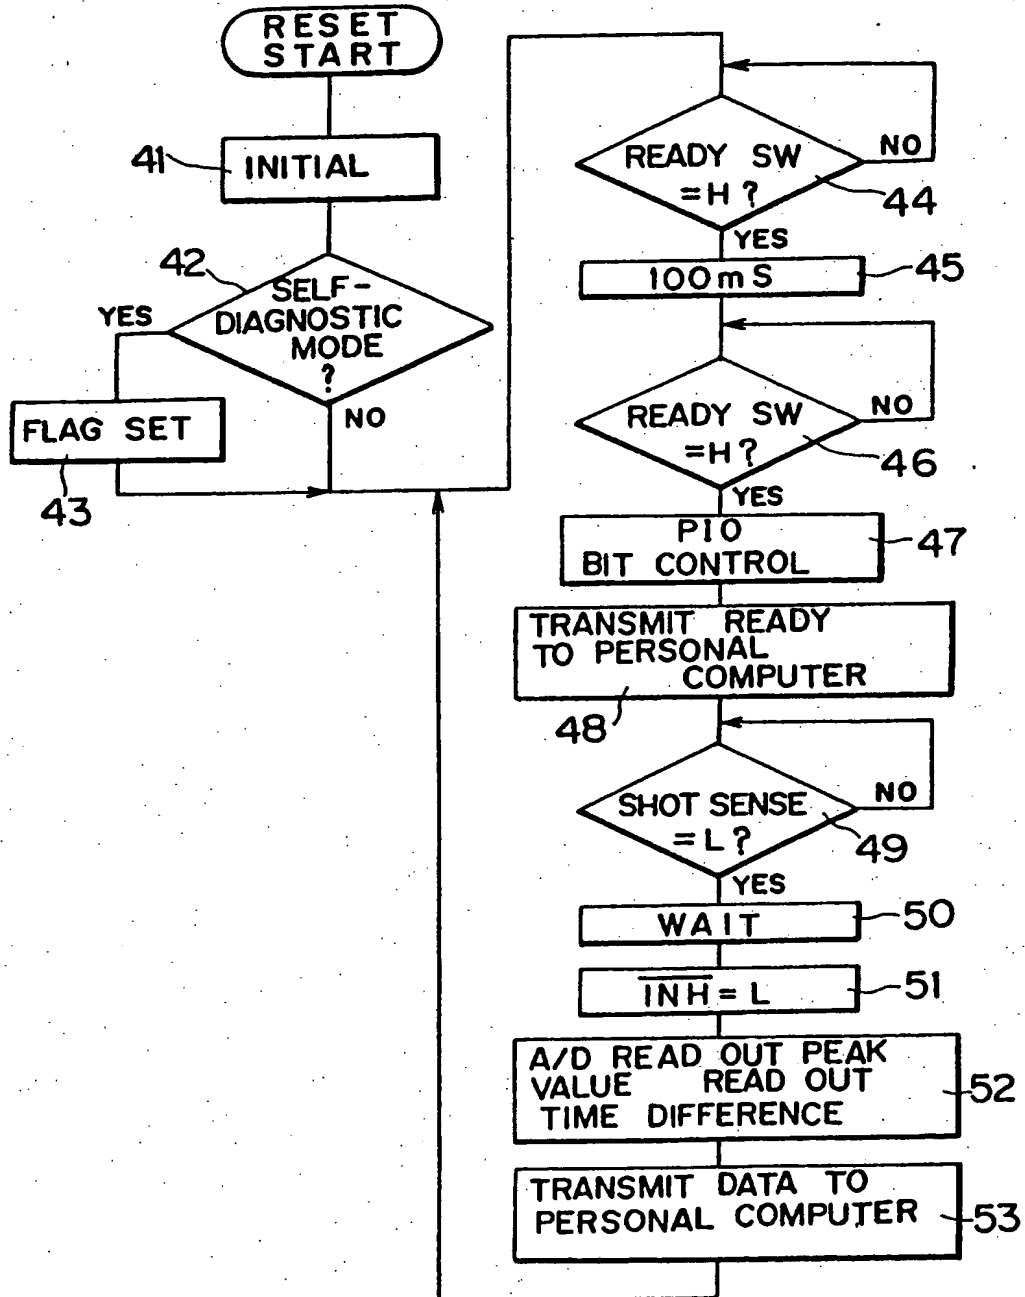 RESET
START
41
INITIAL
42
SELF-
DIAGNOSTIC
MODE
?
YES
NO
FLAG SET
43
READY SW
=H?
NO
44
YES
100mS
45
READY SW
=H?
NO
46
YES
PIO
BIT CONTROL
47
TRANSMIT READY
TO PERSONAL
COMPUTER
48
SHOT SENSE
=L?
NO
49
YES
WAIT
50
I̅N̅H̅=L
51
A/D READ OUT PEAK
VALUE READ OUT
TIME DIFFERENCE
52
TRANSMIT DATA TO
PERSONAL COMPUTER
53